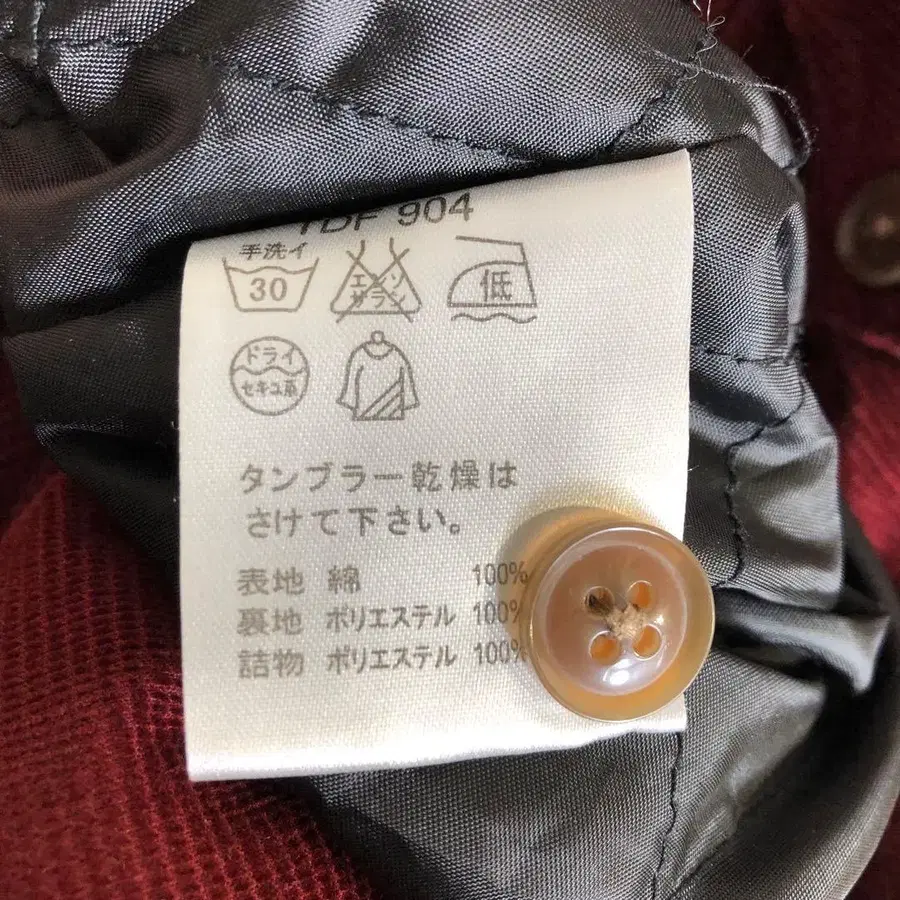 TDF 904
手洗イ
30
エンソ
サラシ
低
ドライ
セキユ系
タンブラー乾燥は
さけて下さい。
表地 綿 100%
裏地 ポリエステル 100%
詰物 ポリエステル 100%